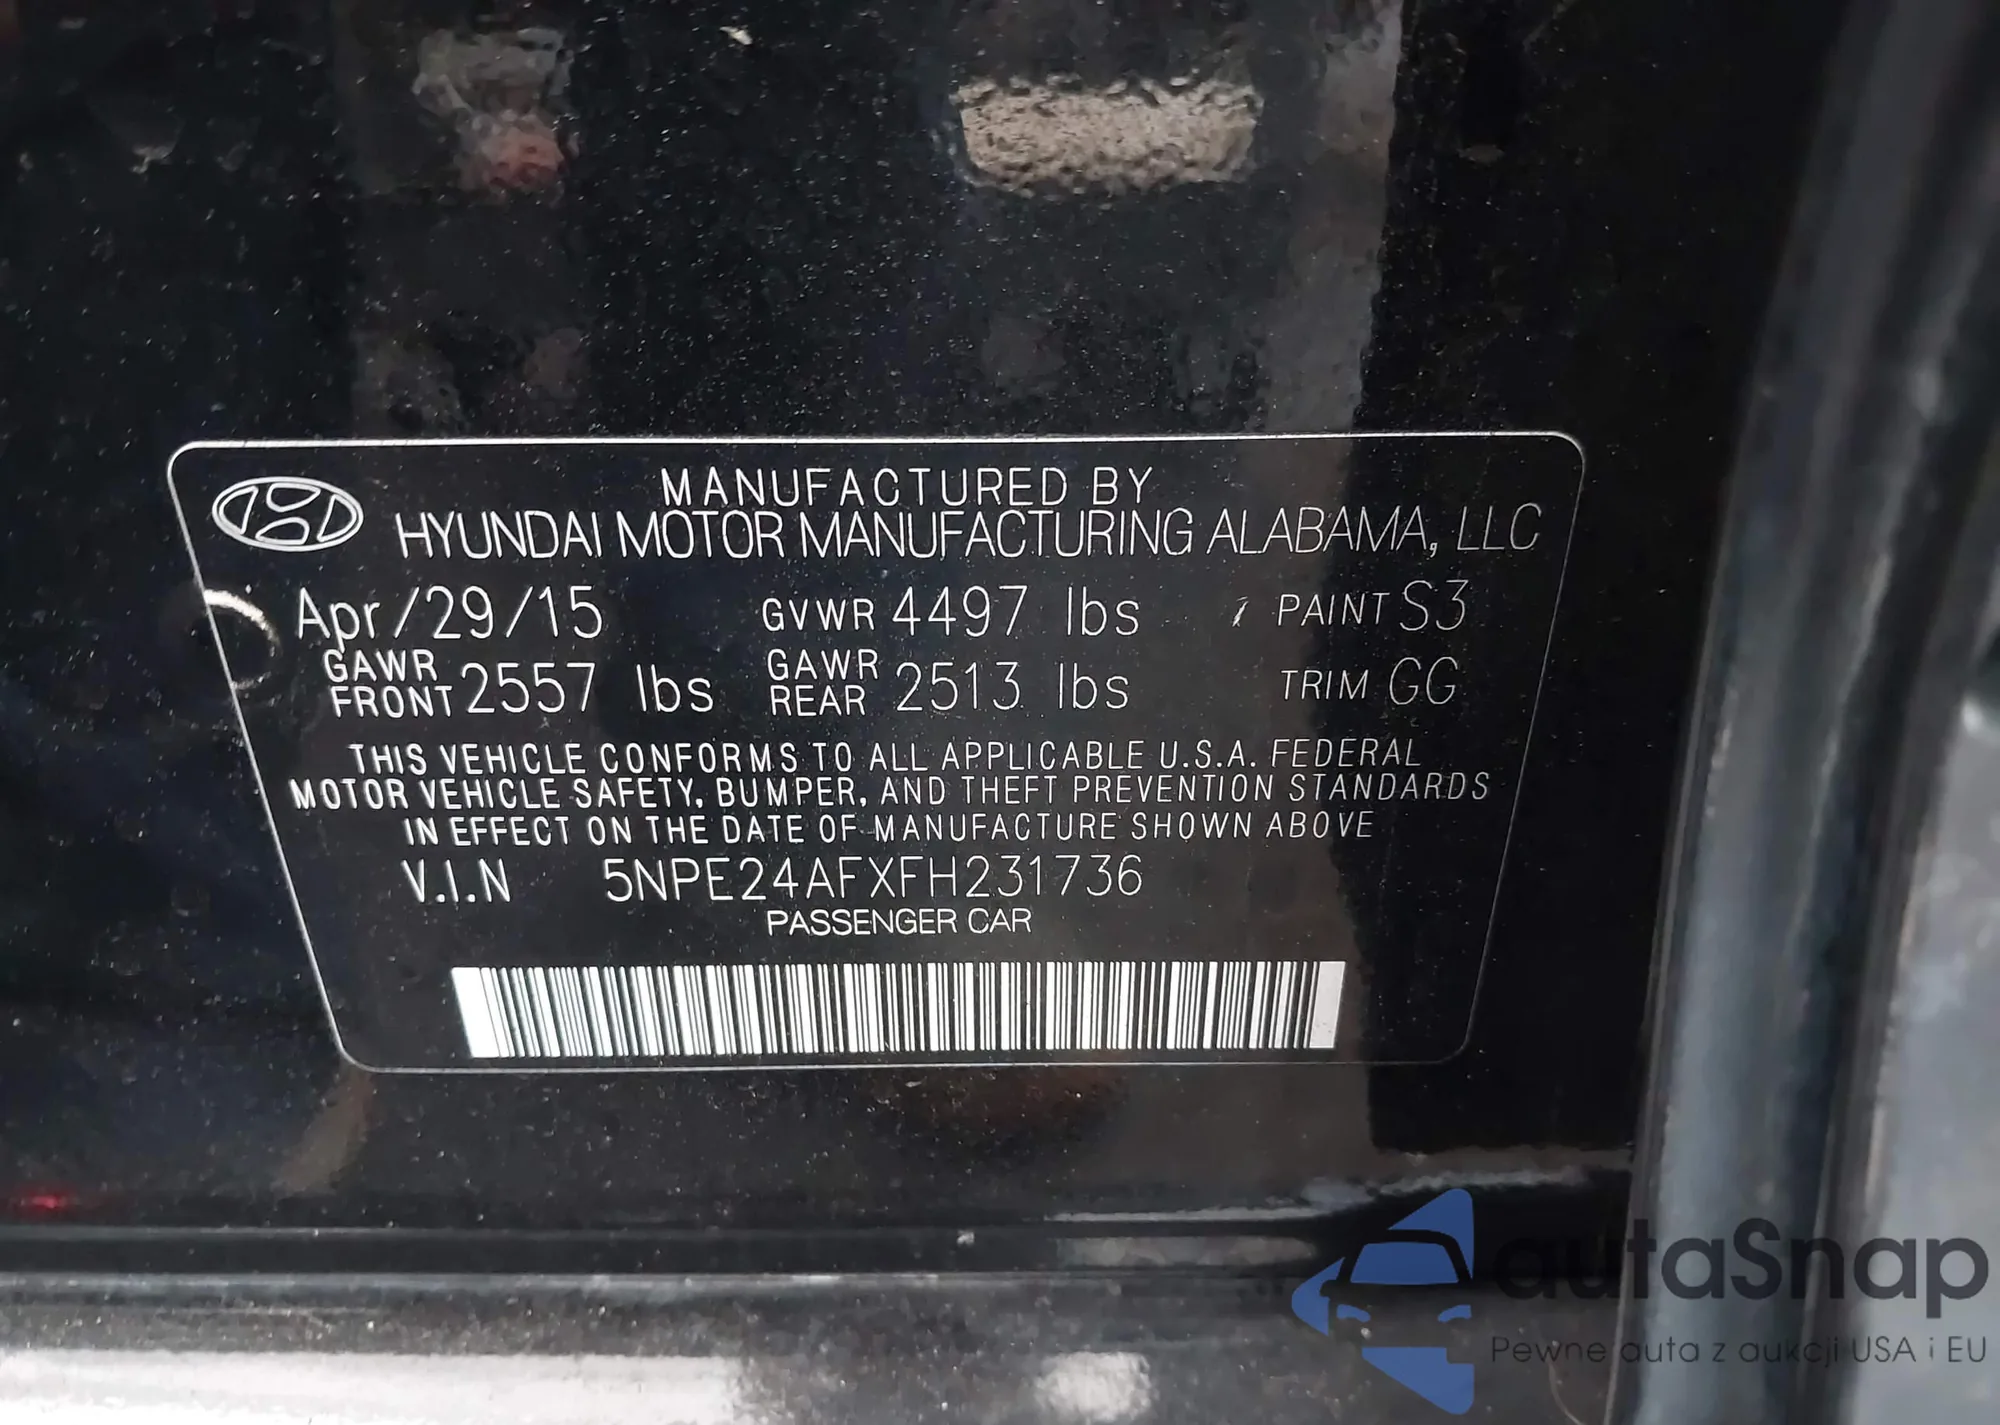 MANUFACTURED BY
HYUNDAI MOTOR MANUFACTURING ALABAMA, LLC
Apr/29/15 GVWR 4497 lbs PAINT S3
GAWR FRONT 2557 lbs GAWR REAR 2513 lbs TRIM GG
THIS VEHICLE CONFORMS TO ALL APPLICABLE U.S.A. FEDERAL
MOTOR VEHICLE SAFETY, BUMPER, AND THEFT PREVENTION STANDARDS
IN EFFECT ON THE DATE OF MANUFACTURE SHOWN ABOVE
V.I.N 5NPE24AFXFH231736
PASSENGER CAR
autaSnap
Pewne auta z aukcji USA i EU